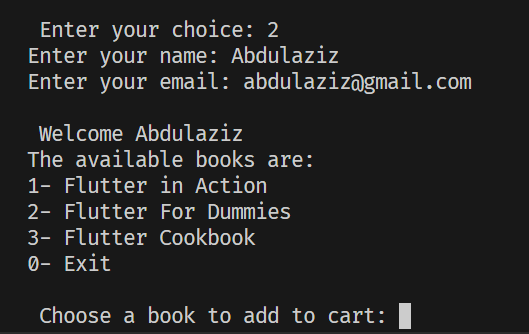 Enter your choice: 2
Enter your name: Abdulaziz
Enter your email: abdulaziz@gmail.com
Welcome Abdulaziz
The available books are:
1- Flutter in Action
2- Flutter For Dummies
3- Flutter Cookbook
0- Exit
Choose a book to add to cart: